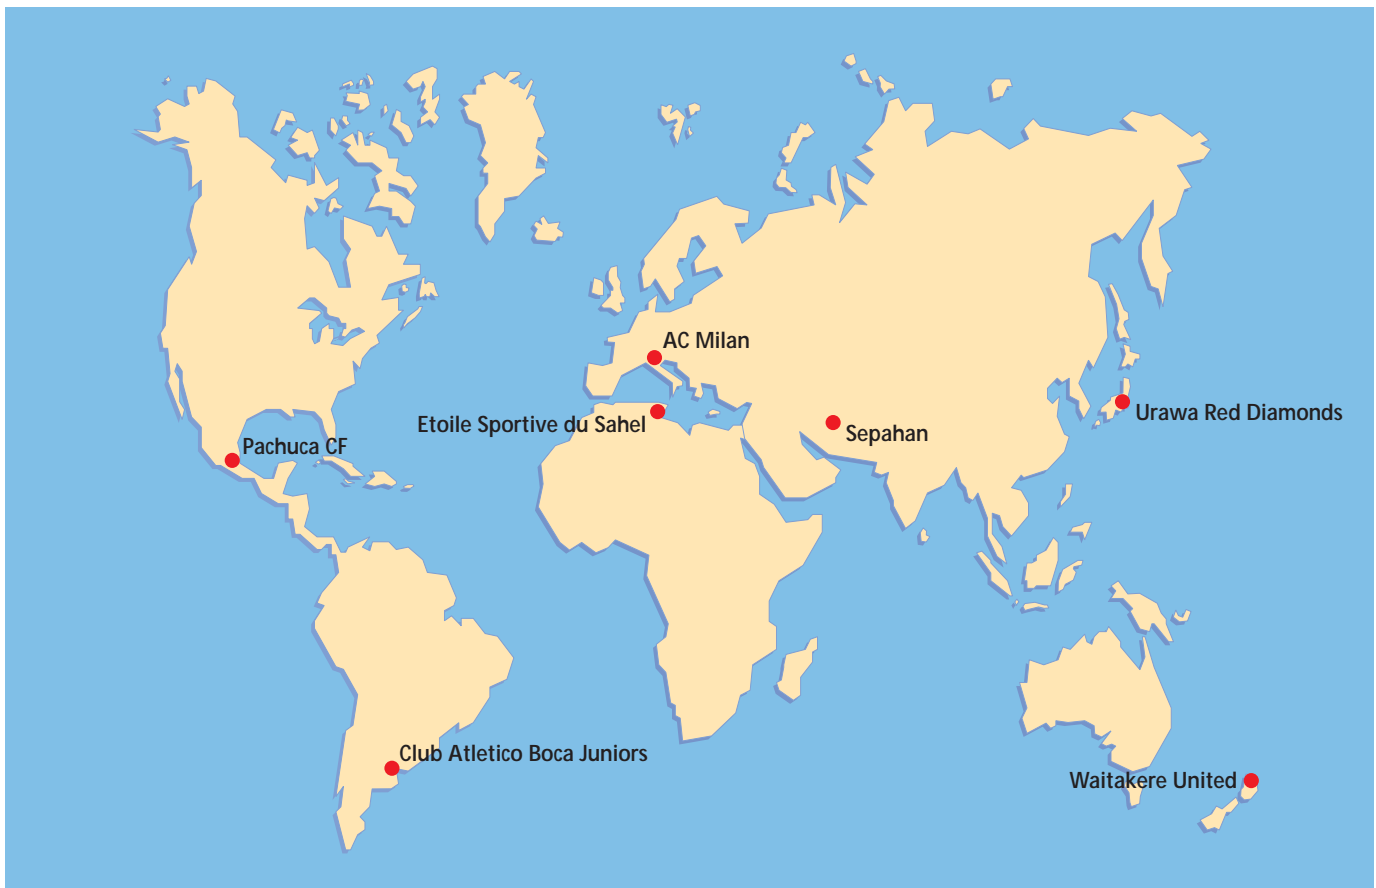 AC Milan
Etoile Sportive du Sahel
Urawa Red Diamonds
Sepahan
Pachuca CF
Club Atletico Boca Juniors
Waitakere United